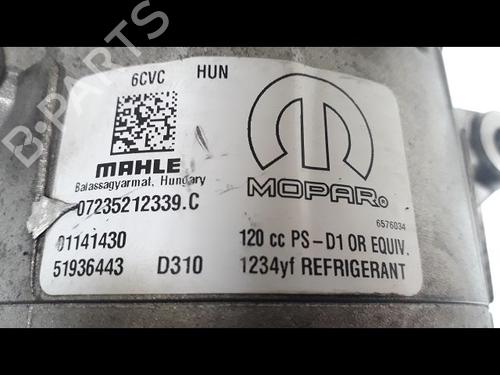 B-PARTS
6CVC HUN
MAHLE
Balassagyarmat, Hungary
MOPAR®
07235212339.C
6576034
01141430 120 cc PS-D1 OR EQUIV.
51936443 D310 1234yf REFRIGERANT